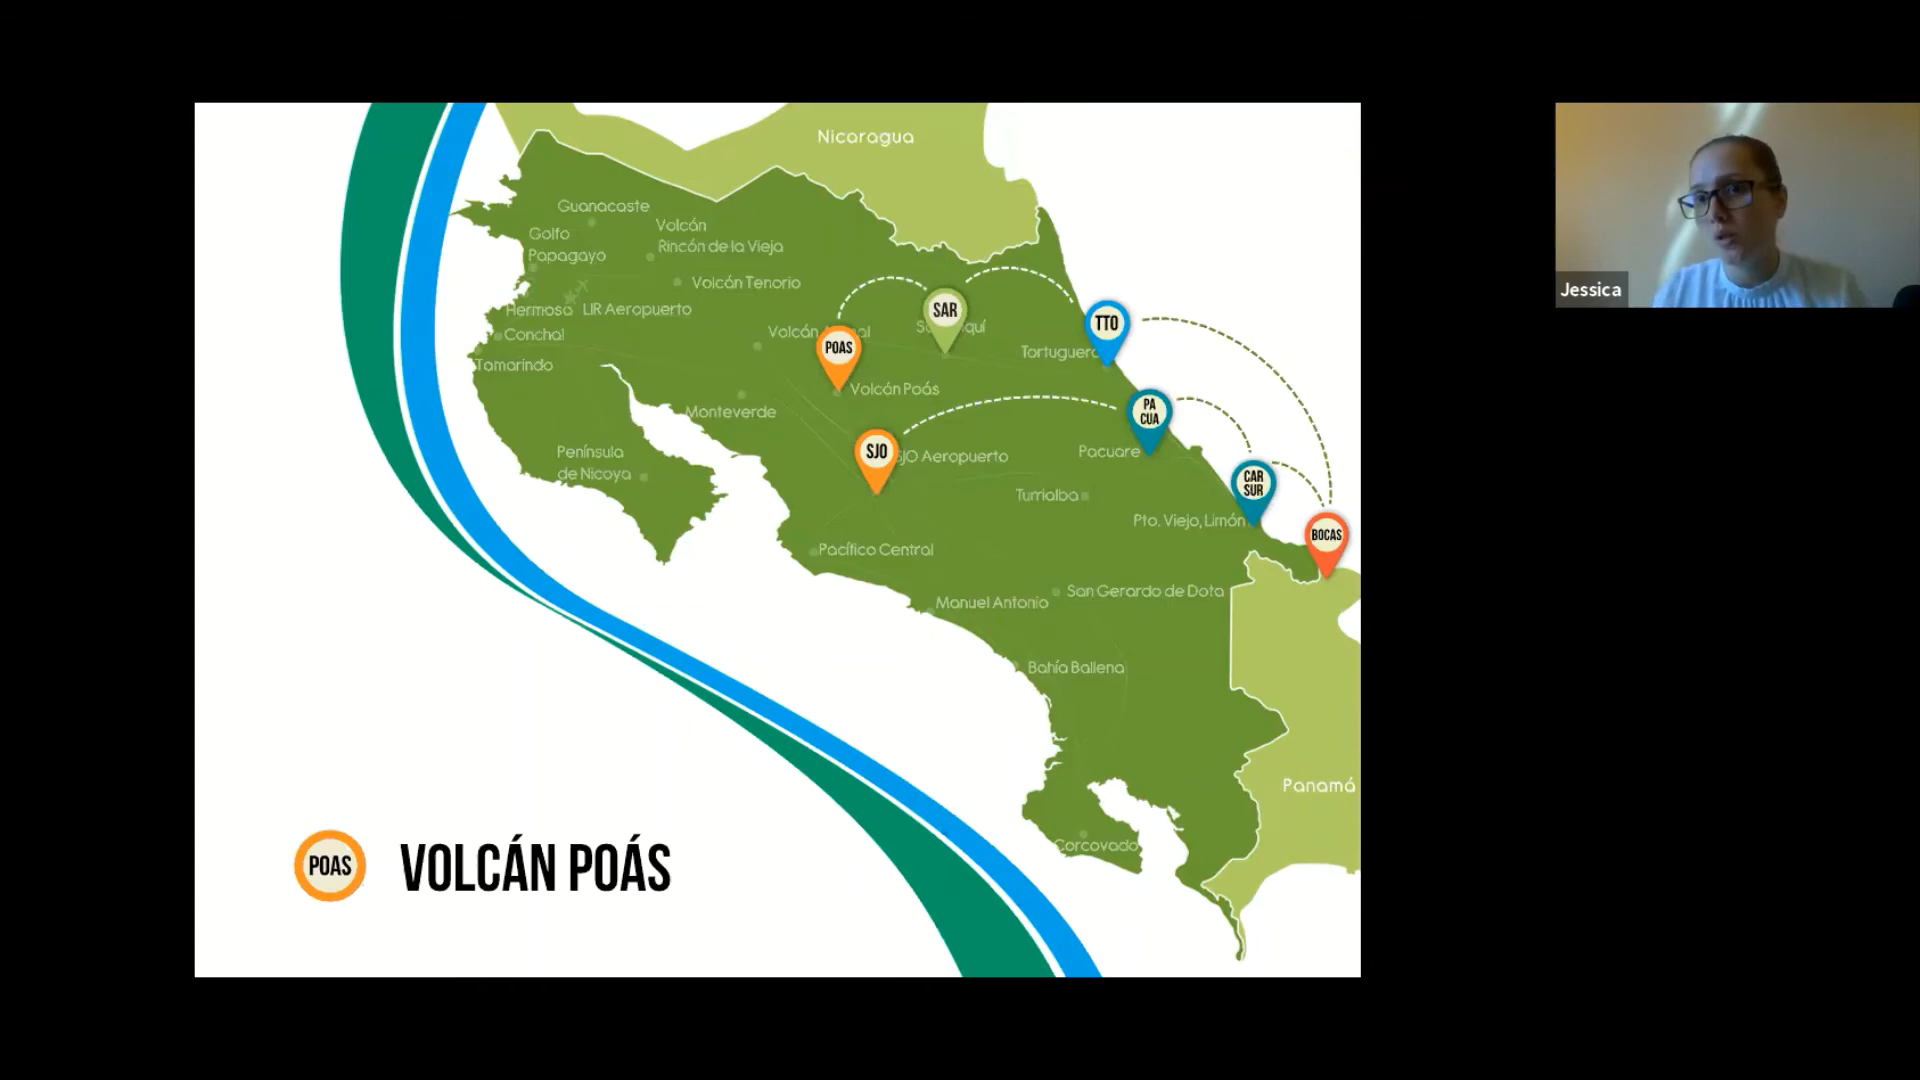 Nicaragua
Guanacaste
Volcán
Rincón de la Vieja
Golfo
Papagayo
Volcán Tenorio
Hermosa
LIR Aeropuerto
Conchal
Tamarindo
Volcán
SAR
TTO
POAS
Tortuguero
Volcán Poás
Monteverde
PA
CUA
SJO
SJO Aeropuerto
Pacuare
Península
de Nicoya
CAR
SUR
Turrialba
Pto. Viejo, Limón
BOCAS
Pacífico Central
San Gerardo de Dota
Manuel Antonio
Bahía Ballena
Panamá
Corcovado
POAS
VOLCÁN POÁS
Jessica